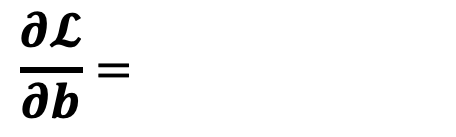 ∂ℒ/∂b =